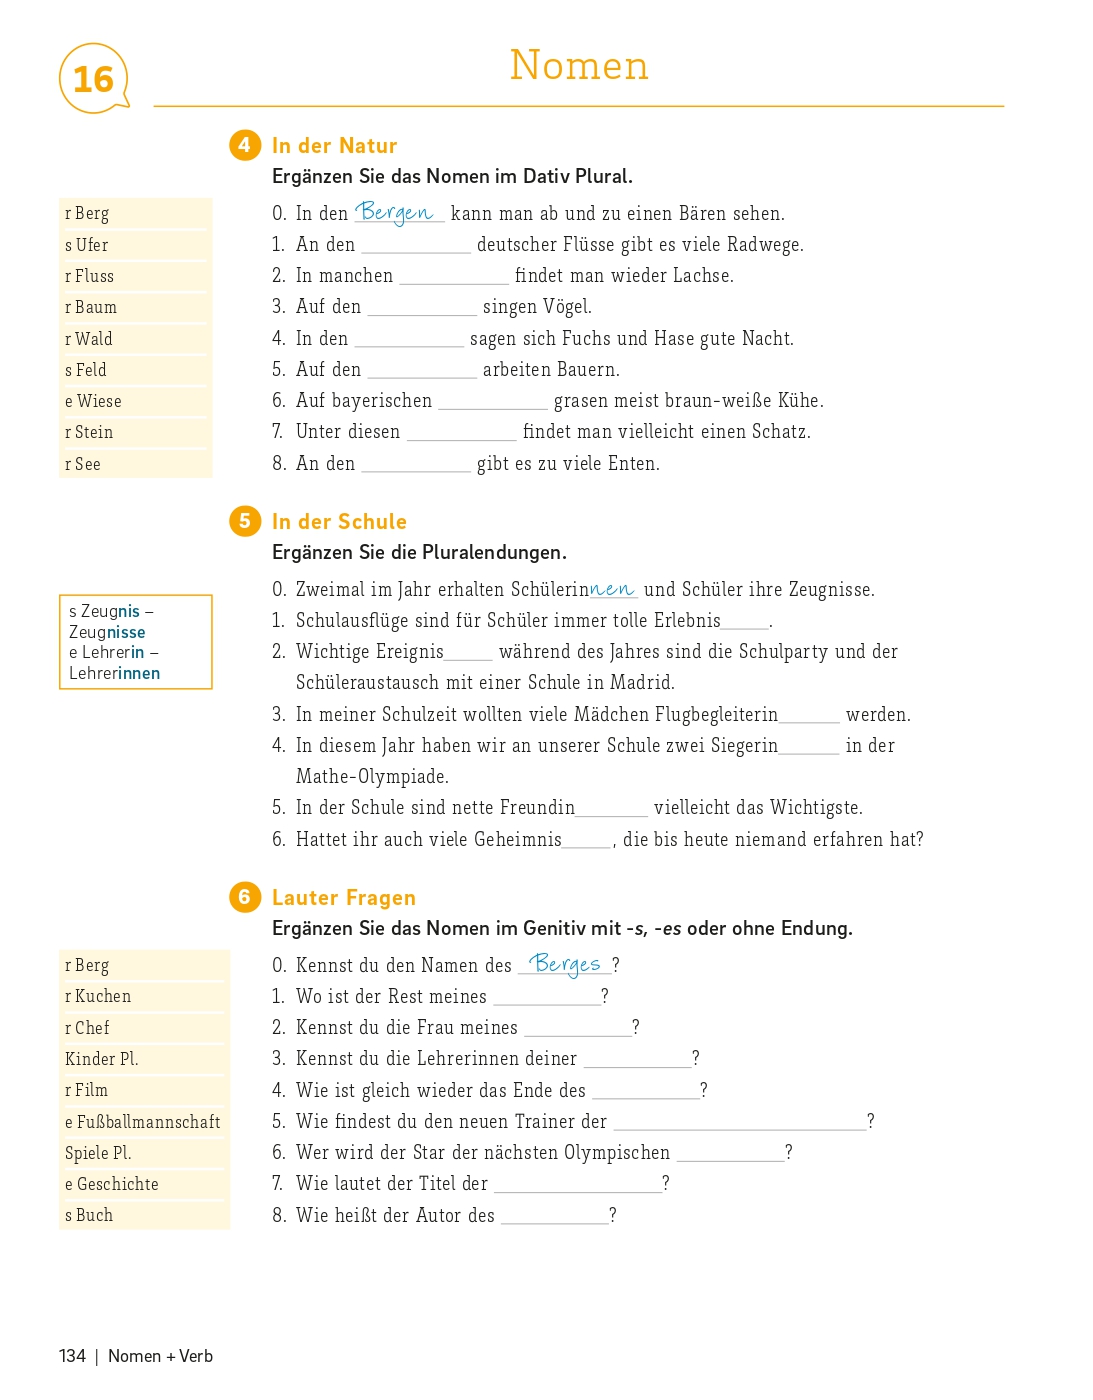 16
Nomen
4 In der Natur
Ergänzen Sie das Nomen im Dativ Plural.
r Berg
s Ufer
r Fluss
r Baum
r Wald
s Feld
e Wiese
r Stein
r See
0. In den Bergen kann man ab und zu einen Bären sehen.
1. An den ___________ deutscher Flüsse gibt es viele Radwege.
2. In manchen ___________ findet man wieder Lachse.
3. Auf den ___________ singen Vögel.
4. In den ___________ sagen sich Fuchs und Hase gute Nacht.
5. Auf den ___________ arbeiten Bauern.
6. Auf bayerischen ___________ grasen meist braun-weiße Kühe.
7. Unter diesen ___________ findet man vielleicht einen Schatz.
8. An den ___________ gibt es zu viele Enten.
5 In der Schule
Ergänzen Sie die Pluralendungen.
s Zeugnis –
Zeugnisse
e Lehrerin –
Lehrerinnen
0. Zweimal im Jahr erhalten Schülerinnen und Schüler ihre Zeugnisse.
1. Schulausflüge sind für Schüler immer tolle Erlebnis_____.
2. Wichtige Ereignis_____ während des Jahres sind die Schulparty und der
Schüleraustausch mit einer Schule in Madrid.
3. In meiner Schulzeit wollten viele Mädchen Flugbegleiterin______ werden.
4. In diesem Jahr haben wir an unserer Schule zwei Siegerin______ in der
Mathe-Olympiade.
5. In der Schule sind nette Freundin_______ vielleicht das Wichtigste.
6. Hattet ihr auch viele Geheimnis_____, die bis heute niemand erfahren hat?
6 Lauter Fragen
Ergänzen Sie das Nomen im Genitiv mit -s, -es oder ohne Endung.
r Berg
r Kuchen
r Chef
Kinder Pl.
r Film
e Fußballmannschaft
Spiele Pl.
e Geschichte
s Buch
0. Kennst du den Namen des Berges?
1. Wo ist der Rest meines ___________?
2. Kennst du die Frau meines ___________?
3. Kennst du die Lehrerinnen deiner ___________?
4. Wie ist gleich wieder das Ende des ___________?
5. Wie findest du den neuen Trainer der _________________________?
6. Wer wird der Star der nächsten Olympischen ___________?
7. Wie lautet der Titel der _________________?
8. Wie heißt der Autor des ___________?
134 | Nomen + Verb